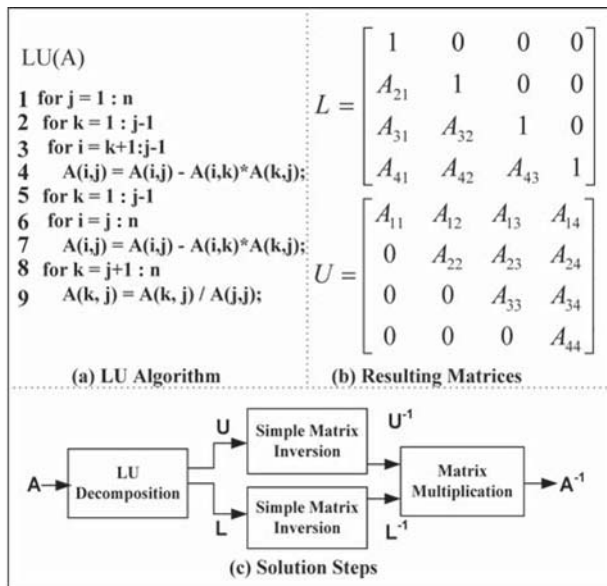 LU(A)
1 for j = 1 : n
2 for k = 1 : j-1
3 for i = k+1:j-1
4 A(i,j) = A(i,j) - A(i,k)*A(k,j);
5 for k = 1 : j-1
6 for i = j : n
7 A(i,j) = A(i,j) - A(i,k)*A(k,j);
8 for k = j+1 : n
9 A(k, j) = A(k, j) / A(j,j);
(a) LU Algorithm
L =
1 0 0 0
A21 1 0 0
A31 A32 1 0
A41 A42 A43 1
U =
A11 A12 A13 A14
0 A22 A23 A24
0 0 A33 A34
0 0 0 A44
(b) Resulting Matrices
A
LU
Decomposition
U
L
Simple Matrix
Inversion
Simple Matrix
Inversion
U-1
L-1
Matrix
Multiplication
A-1
(c) Solution Steps